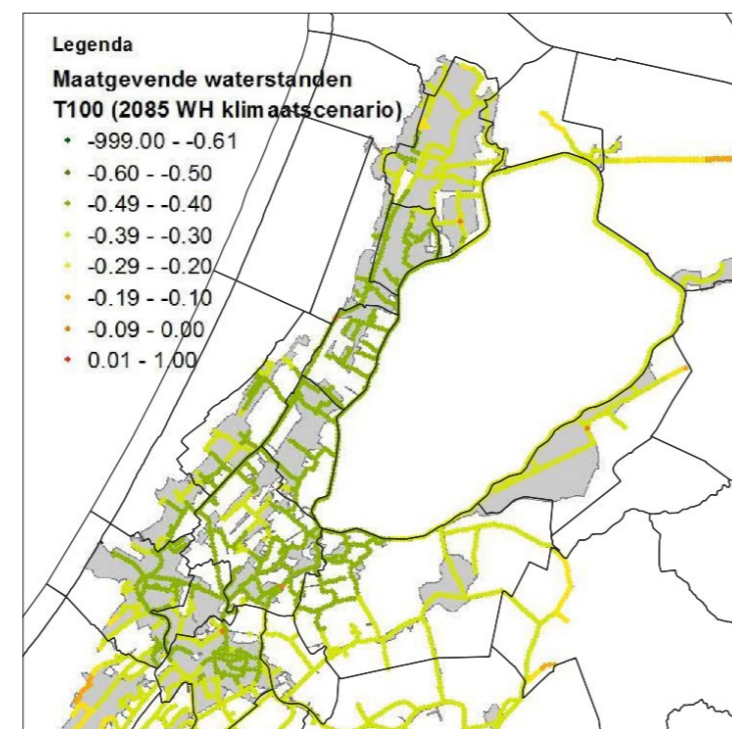 Legenda
Maatgevende waterstanden
T100 (2085 WH klimaatscenario)
-999.00 - -0.61
-0.60 - -0.50
-0.49 - -0.40
-0.39 - -0.30
-0.29 - -0.20
-0.19 - -0.10
-0.09 - 0.00
0.01 - 1.00